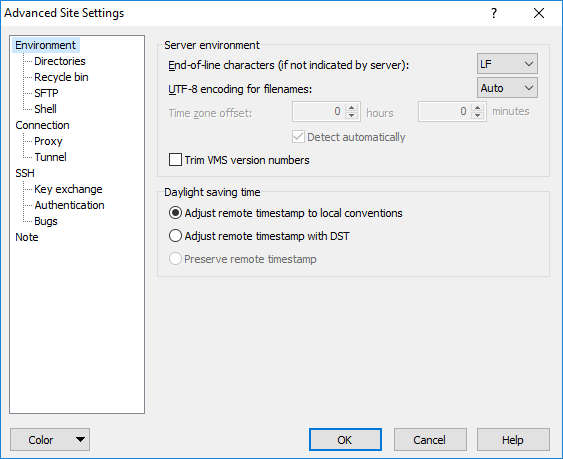 Advanced Site Settings
?
Environment
Directories
Recycle bin
SFTP
Shell
Connection
Proxy
Tunnel
SSH
Key exchange
Authentication
Bugs
Note
Server environment
End-of-line characters (if not indicated by server): LF
UTF-8 encoding for filenames: Auto
Time zone offset: 0 hours 0 minutes
Detect automatically
Trim VMS version numbers
Daylight saving time
Adjust remote timestamp to local conventions
Adjust remote timestamp with DST
Preserve remote timestamp
Color OK Cancel Help